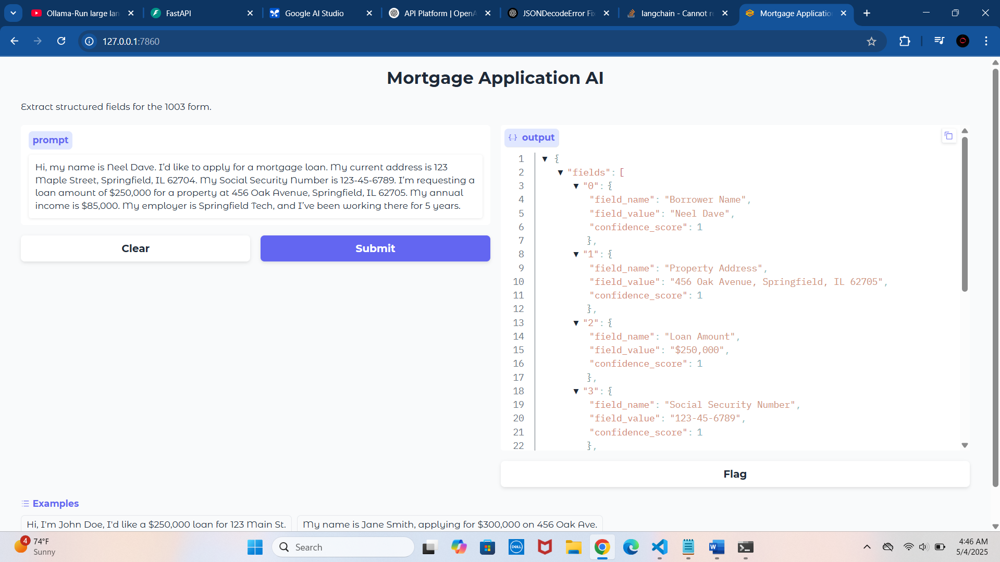 Ollama-Run large lan
FastAPI
Google AI Studio
API Platform | OpenA
JSONDecodeError Fix
langchain - Cannot re
Mortgage Application
127.0.0.1:7860
Mortgage Application AI
Extract structured fields for the 1003 form.
prompt
Hi, my name is Neel Dave. I’d like to apply for a mortgage loan. My current address is 123
Maple Street, Springfield, IL 62704. My Social Security Number is 123-45-6789. I’m requesting a
loan amount of $250,000 for a property at 456 Oak Avenue, Springfield, IL 62705. My annual
income is $85,000. My employer is Springfield Tech, and I’ve been working there for 5 years.
Clear
Submit
{} output
1 ▼ {
2 ▼ "fields": [
3 ▼ "0": {
4 "field_name": "Borrower Name",
5 "field_value": "Neel Dave",
6 "confidence_score": 1
7 },
8 ▼ "1": {
9 "field_name": "Property Address",
10 "field_value": "456 Oak Avenue, Springfield, IL 62705",
11 "confidence_score": 1
12 },
13 ▼ "2": {
14 "field_name": "Loan Amount",
15 "field_value": "$250,000",
16 "confidence_score": 1
17 },
18 ▼ "3": {
19 "field_name": "Social Security Number",
20 "field_value": "123-45-6789",
21 "confidence_score": 1
22 },
Flag
Examples
Hi, I'm John Doe, I'd like a $250,000 loan for 123 Main St.
My name is Jane Smith, applying for $300,000 on 456 Oak Ave.
4
74°F
Sunny
Search
DELL
W
4:46 AM
5/4/2025